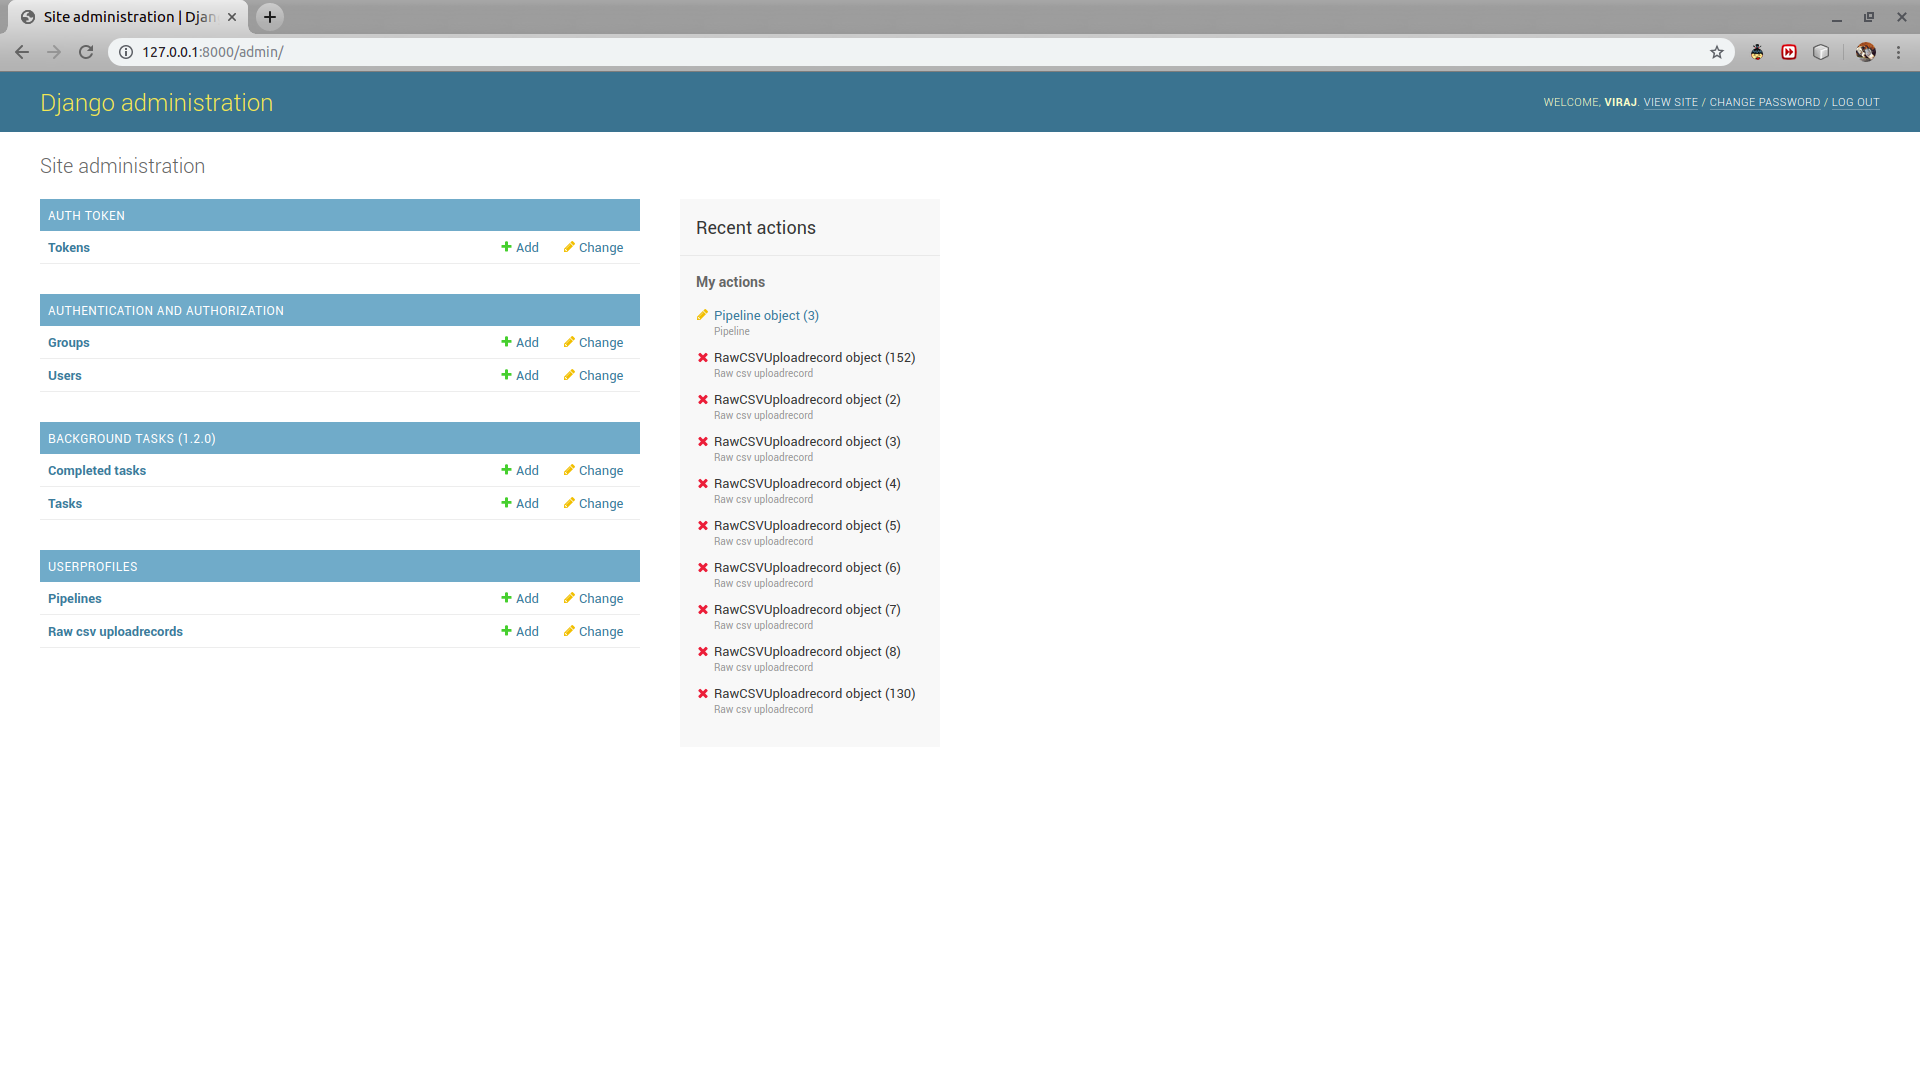 Site administration | Djan
127.0.0.1:8000/admin/
Django administration
WELCOME, VIRAJ. VIEW SITE / CHANGE PASSWORD / LOG OUT
Site administration
AUTH TOKEN
Tokens Add Change
AUTHENTICATION AND AUTHORIZATION
Groups Add Change
Users Add Change
BACKGROUND TASKS (1.2.0)
Completed tasks Add Change
Tasks Add Change
USERPROFILES
Pipelines Add Change
Raw csv uploadrecords Add Change
Recent actions
My actions
Pipeline object (3)
Pipeline
RawCSVUploadrecord object (152)
Raw csv uploadrecord
RawCSVUploadrecord object (2)
Raw csv uploadrecord
RawCSVUploadrecord object (3)
Raw csv uploadrecord
RawCSVUploadrecord object (4)
Raw csv uploadrecord
RawCSVUploadrecord object (5)
Raw csv uploadrecord
RawCSVUploadrecord object (6)
Raw csv uploadrecord
RawCSVUploadrecord object (7)
Raw csv uploadrecord
RawCSVUploadrecord object (8)
Raw csv uploadrecord
RawCSVUploadrecord object (130)
Raw csv uploadrecord